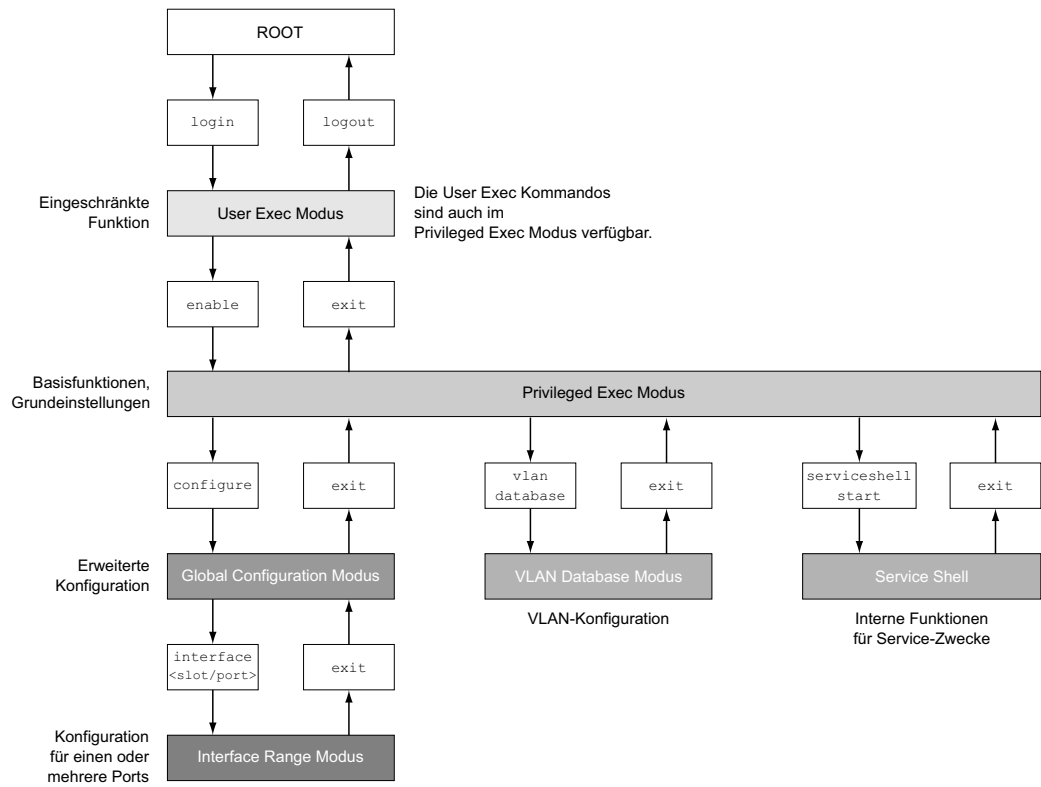 ROOT
login
logout
Eingeschränkte
Funktion
User Exec Modus
Die User Exec Kommandos
sind auch im
Privileged Exec Modus verfügbar.
enable
exit
Basisfunktionen,
Grundeinstellungen
Privileged Exec Modus
configure
exit
vlan
database
exit
serviceshell
start
exit
Erweiterte
Konfiguration
Global Configuration Modus
VLAN Database Modus
Service Shell
VLAN-Konfiguration
Interne Funktionen
für Service-Zwecke
interface
<slot/port>
exit
Konfiguration
für einen oder
mehrere Ports
Interface Range Modus